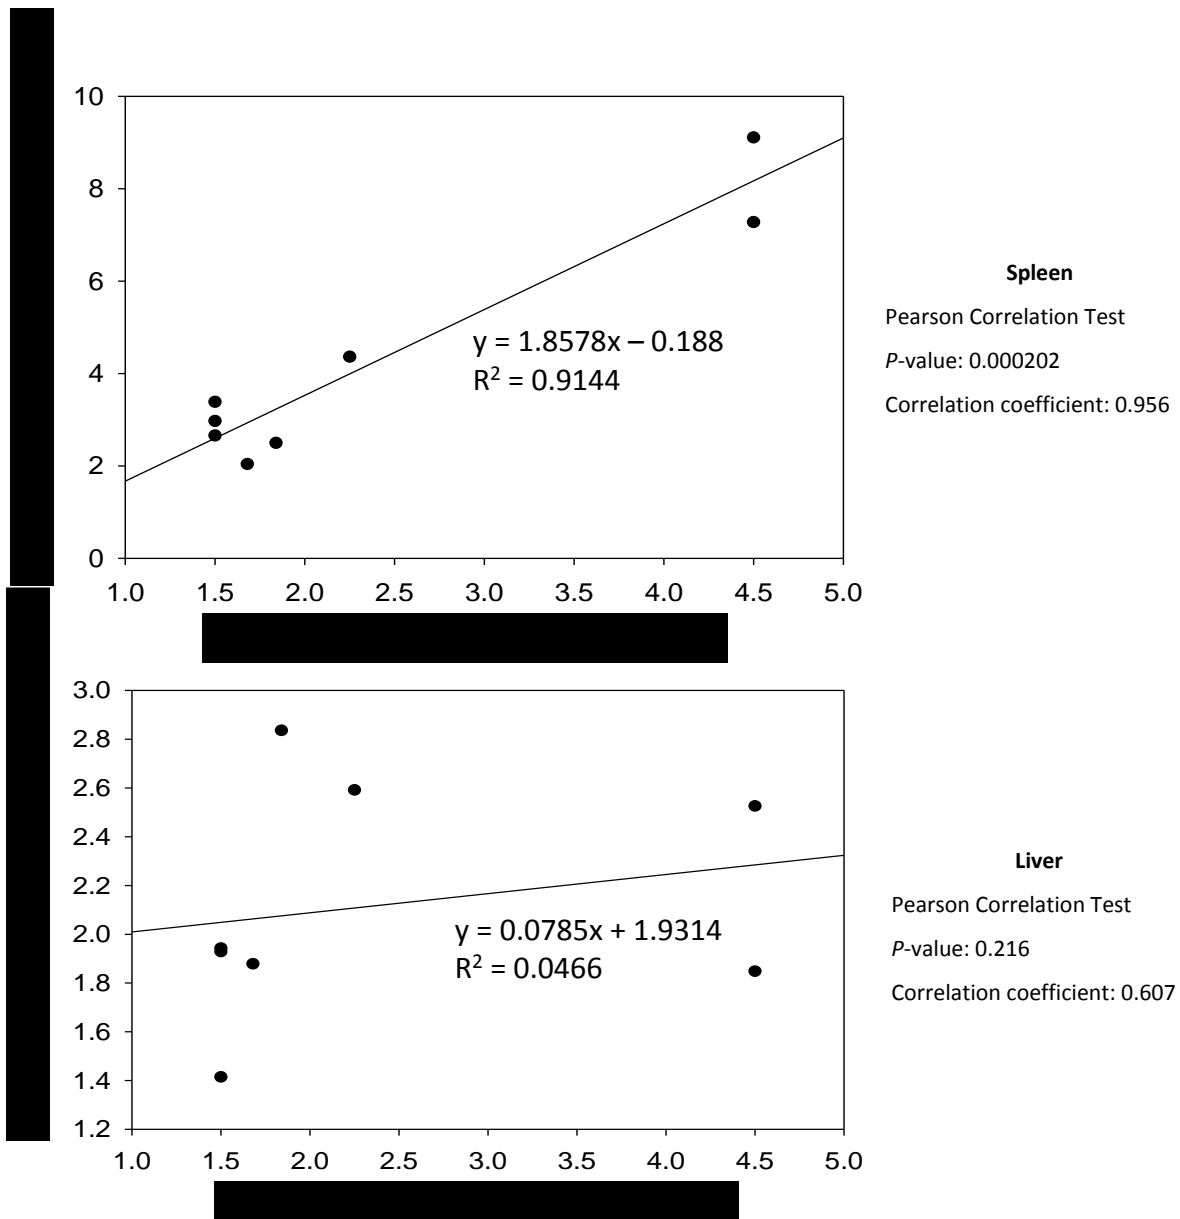 10
8
6
4
2
0
1.0 1.5 2.0 2.5 3.0 3.5 4.0 4.5 5.0
y = 1.8578x – 0.188
R² = 0.9144
Spleen
Pearson Correlation Test
P-value: 0.000202
Correlation coefficient: 0.956
3.0
2.8
2.6
2.4
2.2
2.0
1.8
1.6
1.4
1.2
1.0 1.5 2.0 2.5 3.0 3.5 4.0 4.5 5.0
y = 0.0785x + 1.9314
R² = 0.0466
Liver
Pearson Correlation Test
P-value: 0.216
Correlation coefficient: 0.607